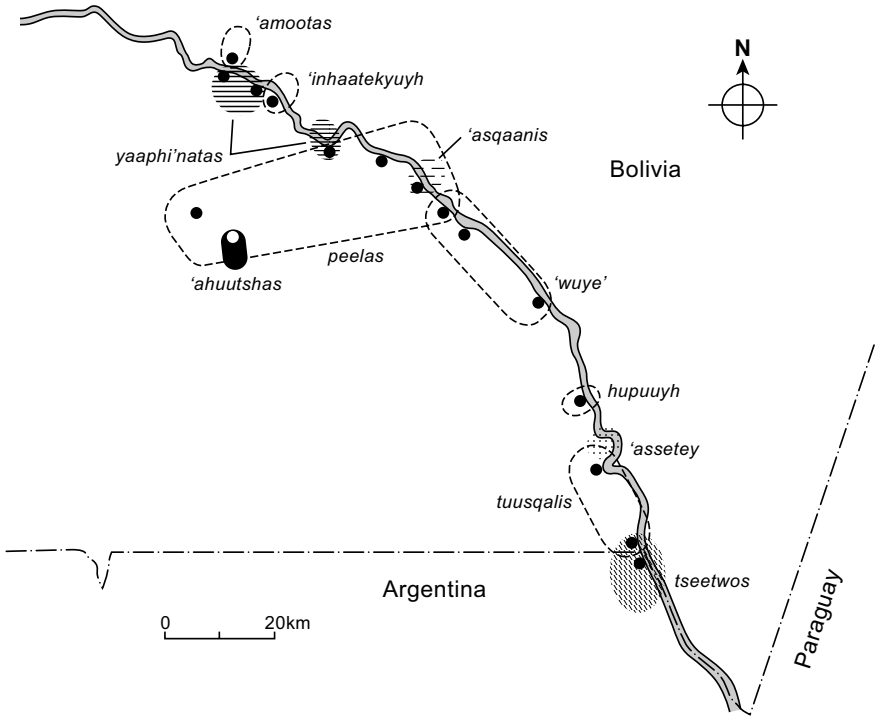 ‘amootas
N
‘inhaatekyuyh
‘asqaanis
yaaphi’natas
Bolivia
peelas
‘ahuutshas
‘wuye’
hupuuyh
‘assetey
tuusqalis
Argentina
tseetwos
Paraguay
0 20km